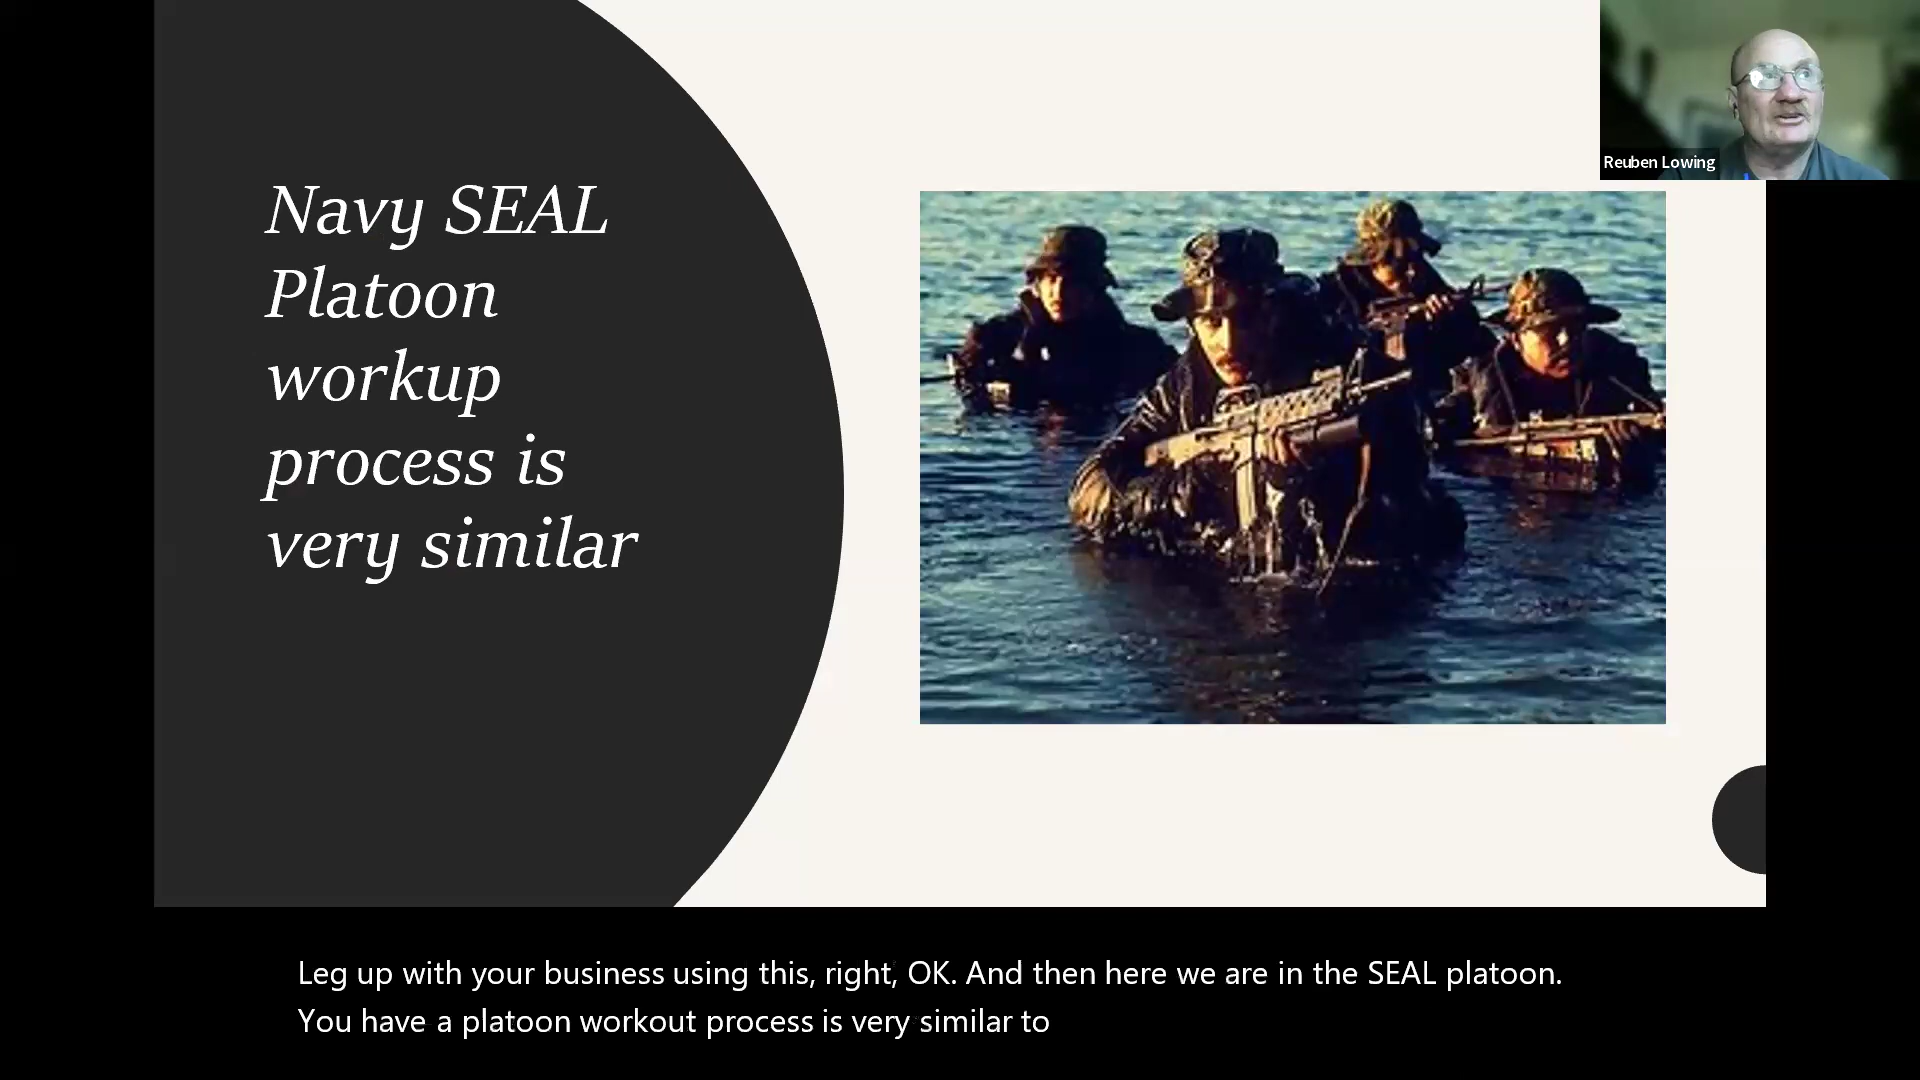 Navy SEAL
Platoon
workup
process is
very similar
Reuben Lowing
Leg up with your business using this, right, OK. And then here we are in the SEAL platoon.
You have a platoon workout process is very similar to